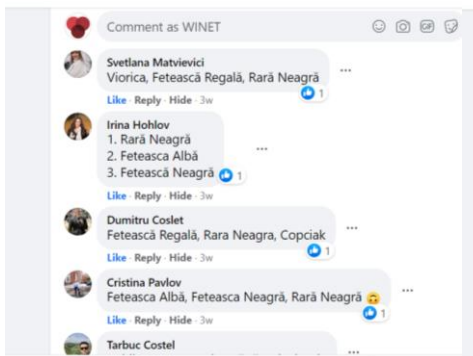 Comment as WINET
GIF
Svetlana Matvievici
Viorica, Fetească Regală, Rară Neagră
1
Like · Reply · Hide · 3w
Irina Hohlov
1. Rară Neagră
2. Feteasca Albă
3. Fetească Neagră
1
Like · Reply · Hide · 3w
Dumitru Coslet
Fetească Regală, Rara Neagra, Copciak
1
Like · Reply · Hide · 3w
Cristina Pavlov
Feteasca Albă, Feteasca Neagră, Rară Neagră 🙃
1
Like · Reply · Hide · 3w
Tarbuc Costel